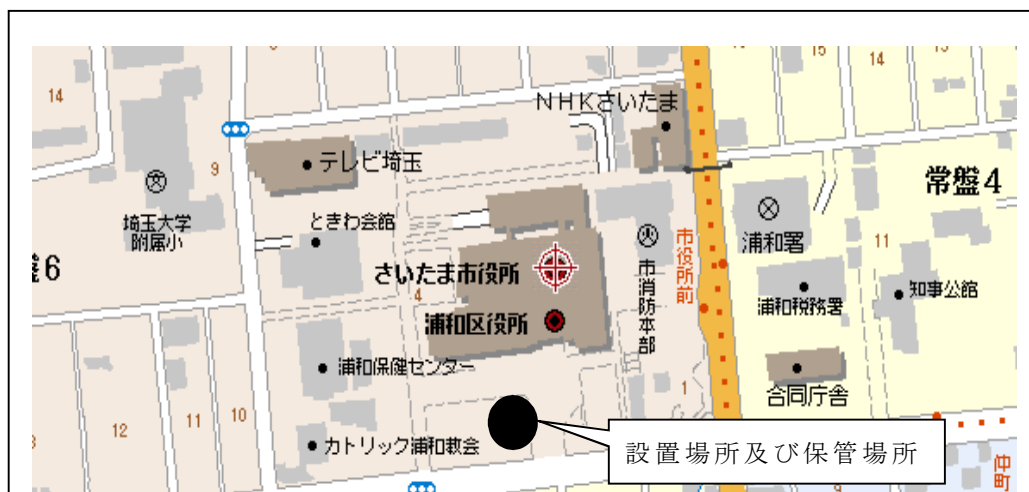 15
14
13
14
NHKさいたま
9
テレビ埼玉
常盤4
埼玉大学
附属小
ときわ会館
浦和署
11
市役所前
盤6
さいたま市役所
4
市消防本部
知事公館
浦和税務署
浦和区役所
浦和保健センター
1
合同庁舎
12
11
10
カトリック浦和教会
設置場所及び保管場所
仲町
9